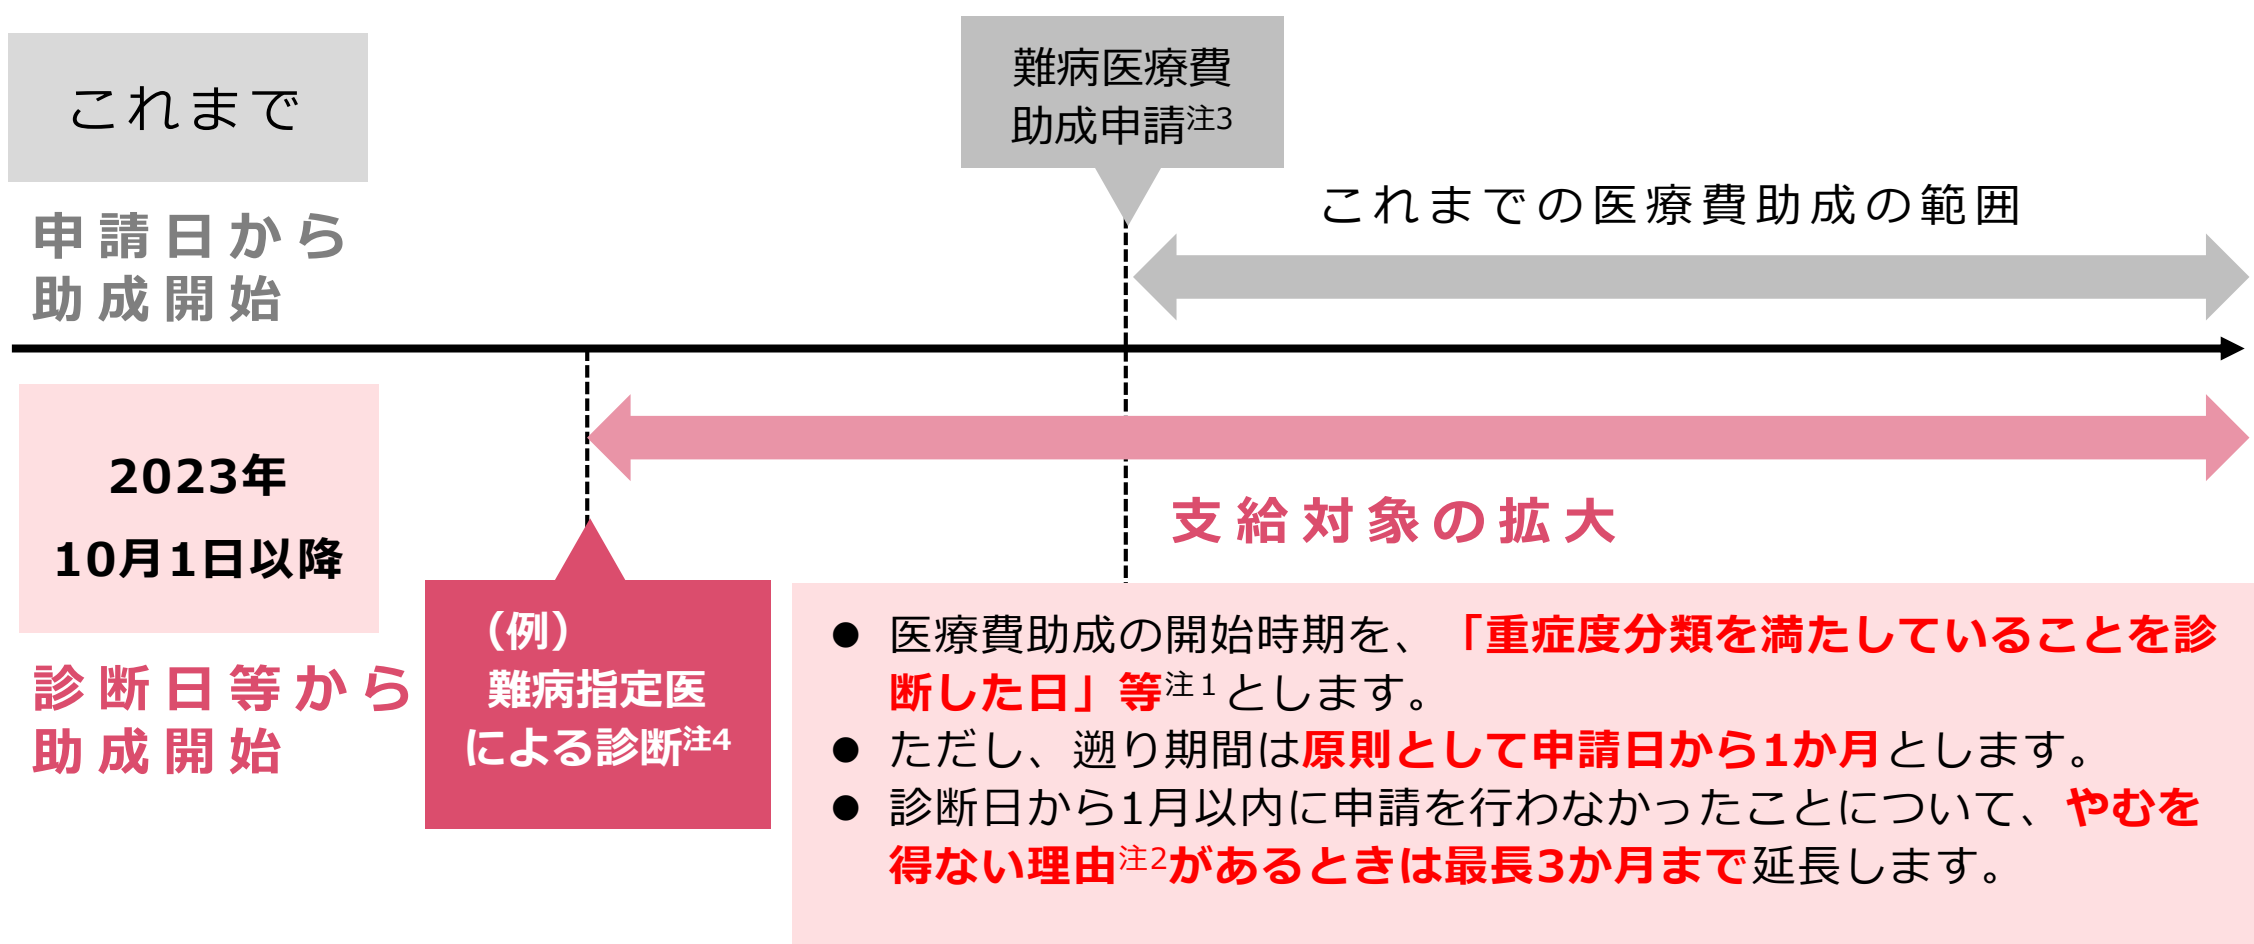 これまで
申請日から
助成開始
難病医療費
助成申請注3
これまでの医療費助成の範囲
2023年
10月1日以降
診断日等から
助成開始
（例）
難病指定医
による診断注4
支給対象の拡大
● 医療費助成の開始時期を、「重症度分類を満たしていることを診
断した日」等注１とします。
● ただし、遡り期間は原則として申請日から1か月とします。
● 診断日から1月以内に申請を行わなかったことについて、やむを
得ない理由注2があるときは最長3か月まで延長します。